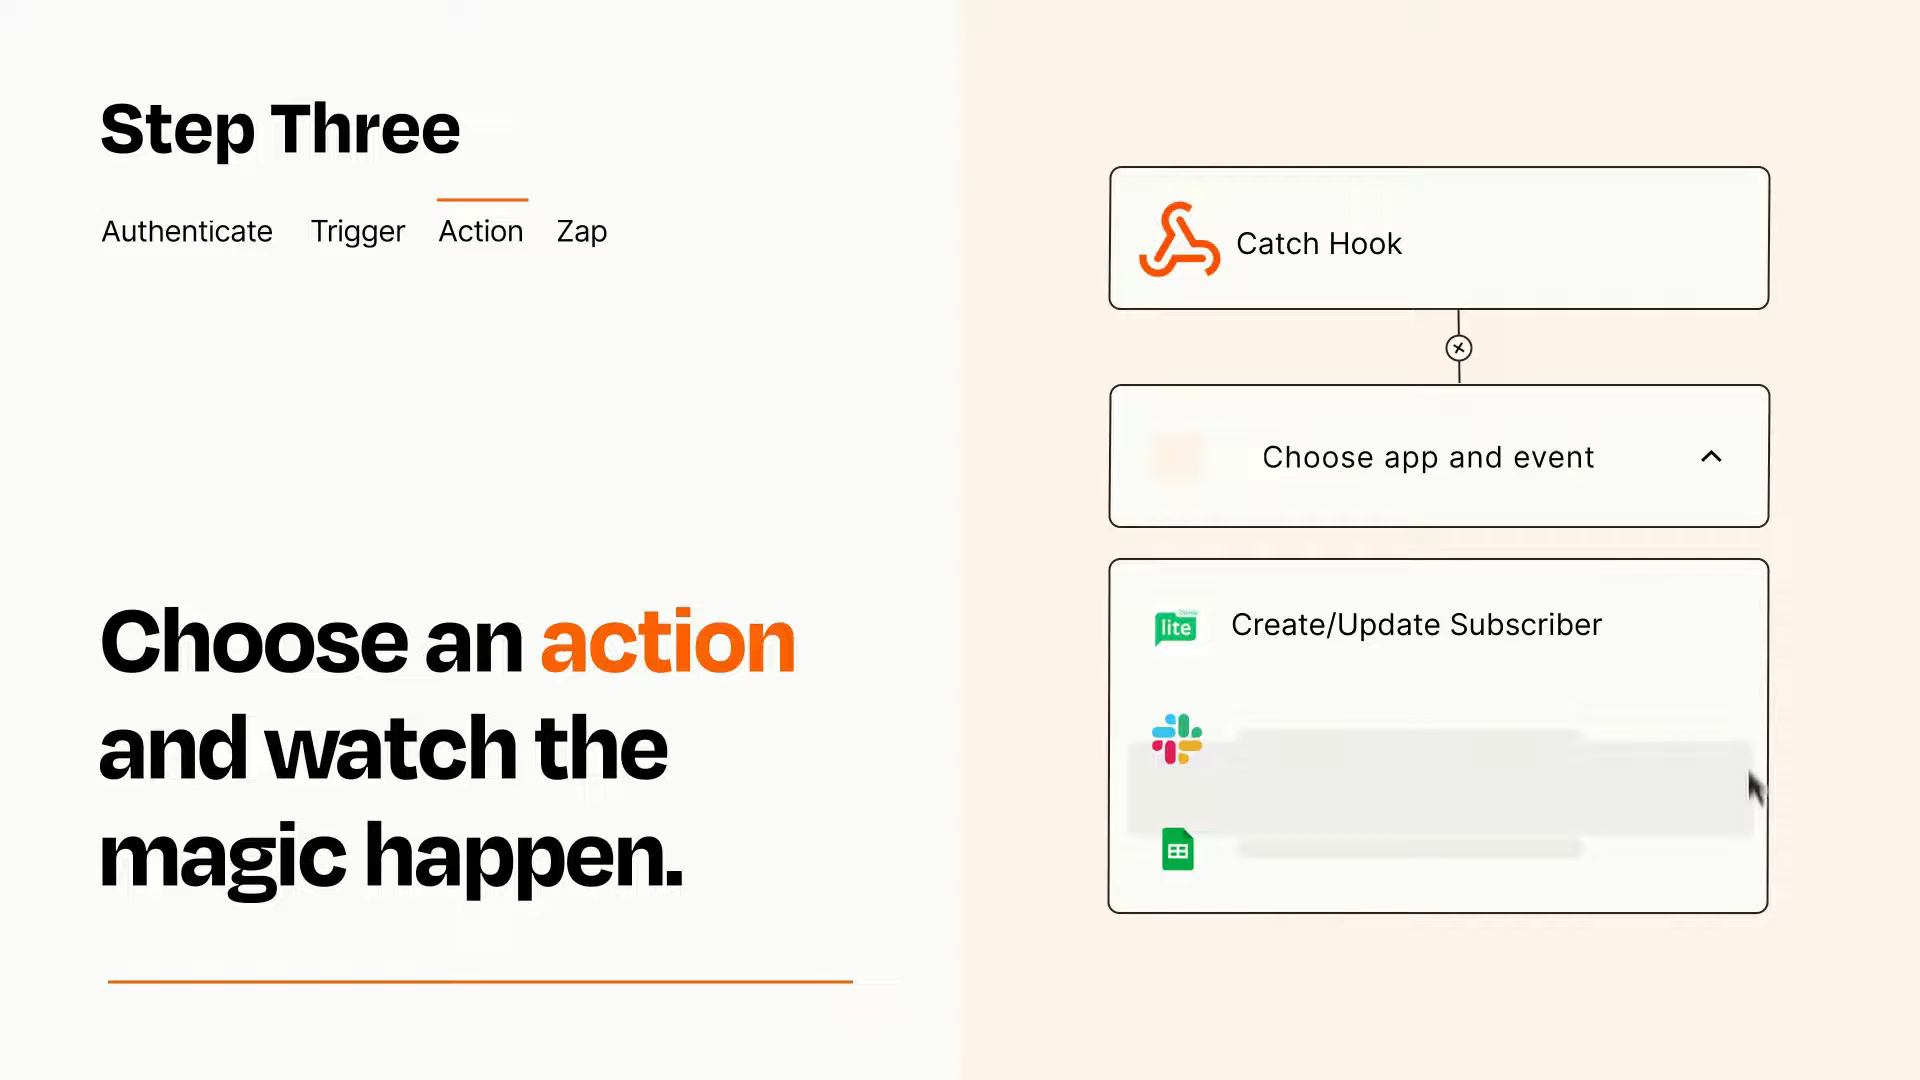 Step Three
Authenticate Trigger Action Zap
Choose an action
and watch the
magic happen.
Catch Hook
Choose app and event
lite
Create/Update Subscriber